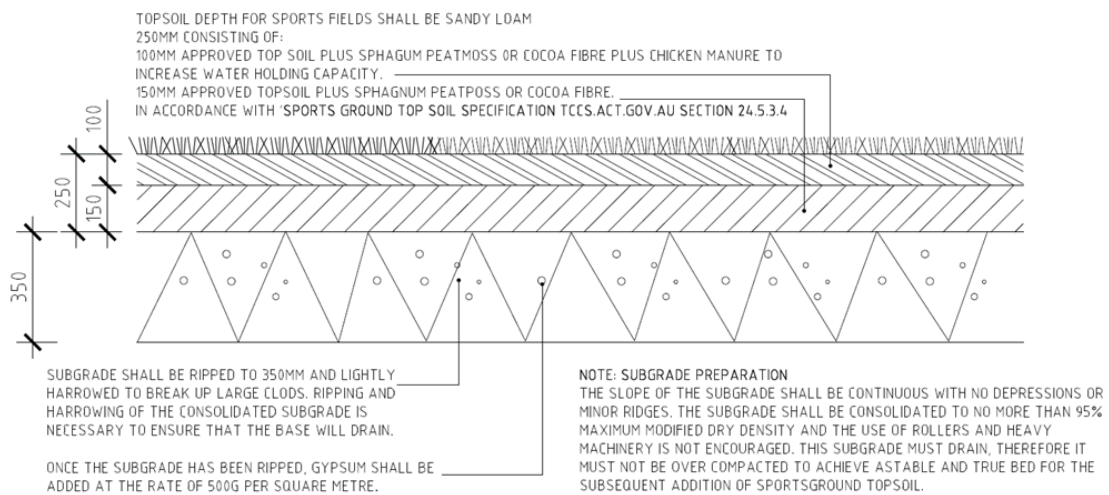 TOPSOIL DEPTH FOR SPORTS FIELDS SHALL BE SANDY LOAM
250MM CONSISTING OF:
100MM APPROVED TOP SOIL PLUS SPHAGUM PEATMOSS OR COCOA FIBRE PLUS CHICKEN MANURE TO
INCREASE WATER HOLDING CAPACITY.
150MM APPROVED TOPSOIL PLUS SPHAGNUM PEATPOSS OR COCOA FIBRE.
IN ACCORDANCE WITH 'SPORTS GROUND TOP SOIL SPECIFICATION TCCS.ACT.GOV.AU SECTION 24.5.3.4
100
250
150
350
SUBGRADE SHALL BE RIPPED TO 350MM AND LIGHTLY
HARROWED TO BREAK UP LARGE CLODS. RIPPING AND
HARROWING OF THE CONSOLIDATED SUBGRADE IS
NECESSARY TO ENSURE THAT THE BASE WILL DRAIN.
ONCE THE SUBGRADE HAS BEEN RIPPED, GYPSUM SHALL BE
ADDED AT THE RATE OF 500G PER SQUARE METRE.
NOTE: SUBGRADE PREPARATION
THE SLOPE OF THE SUBGRADE SHALL BE CONTINUOUS WITH NO DEPRESSIONS OR
MINOR RIDGES. THE SUBGRADE SHALL BE CONSOLIDATED TO NO MORE THAN 95%
MAXIMUM MODIFIED DRY DENSITY AND THE USE OF ROLLERS AND HEAVY
MACHINERY IS NOT ENCOURAGED. THIS SUBGRADE MUST DRAIN, THEREFORE IT
MUST NOT BE OVER COMPACTED TO ACHIEVE ASTABLE AND TRUE BED FOR THE
SUBSEQUENT ADDITION OF SPORTSGROUND TOPSOIL.